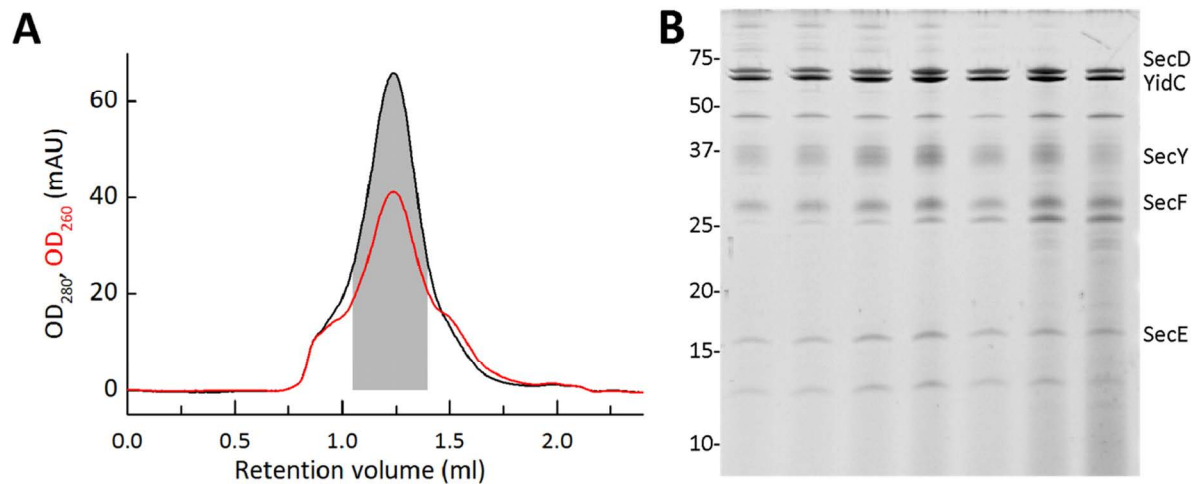 A
OD280, OD260 (mAU)
60
40
20
0
0.0 0.5 1.0 1.5 2.0
Retention volume (ml)
B
75-
50-
37-
25-
20-
15-
10-
SecD
YidC
SecY
SecF
SecE